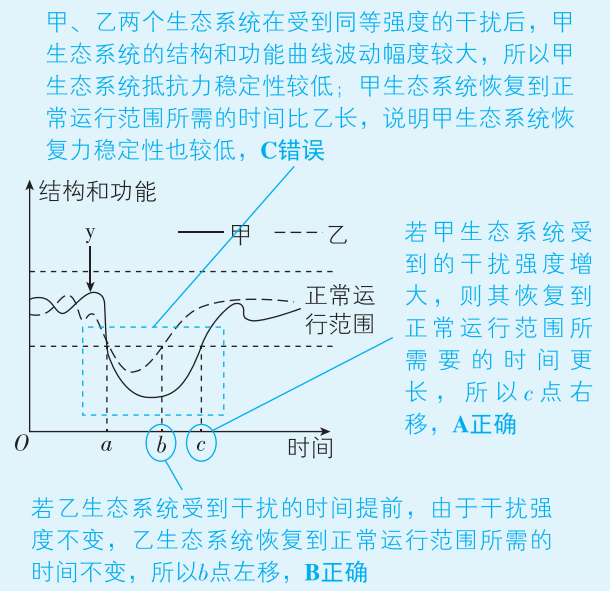 甲、乙两个生态系统在受到同等强度的干扰后，甲
生态系统的结构和功能曲线波动幅度较大，所以甲
生态系统抵抗力稳定性较低；甲生态系统恢复到正
常运行范围所需的时间比乙长，说明甲生态系统恢
复力稳定性也较低，C错误
结构和功能
y
甲
乙
正常运
行范围
若甲生态系统受
到的干扰强度增
大，则其恢复到
正常运行范围所
需要的时间更
长，所以c点右
移，A正确
O
a
b
c
时间
若乙生态系统受到干扰的时间提前，由于干扰强
度不变，乙生态系统恢复到正常运行范围所需的
时间不变，所以b点左移，B正确